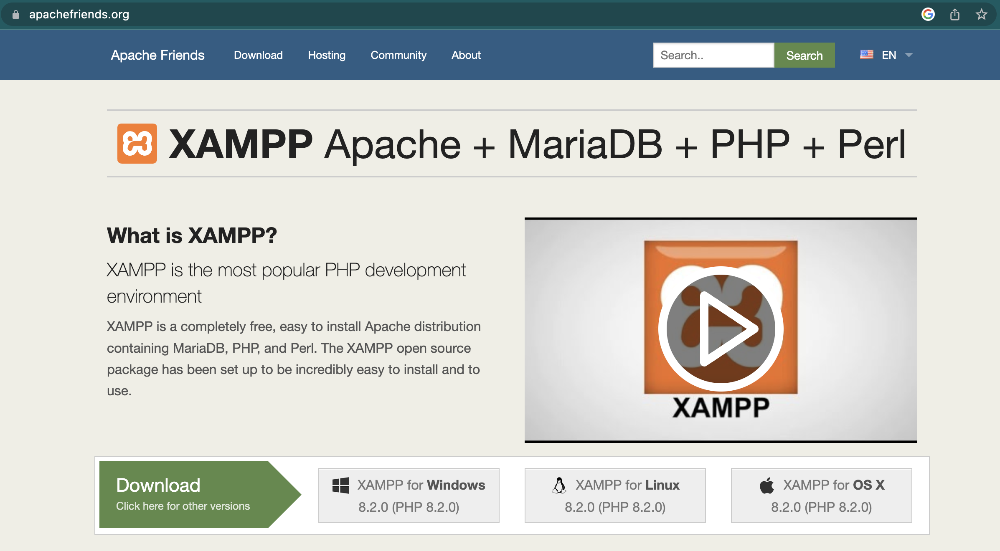 apachefriends.org
Apache Friends Download Hosting Community About Search.. Search EN
XAMPP Apache + MariaDB + PHP + Perl
What is XAMPP?
XAMPP is the most popular PHP development
environment
XAMPP is a completely free, easy to install Apache distribution
containing MariaDB, PHP, and Perl. The XAMPP open source
package has been set up to be incredibly easy to install and to
use.
XAMPP
Download
Click here for other versions
XAMPP for Windows
8.2.0 (PHP 8.2.0)
XAMPP for Linux
8.2.0 (PHP 8.2.0)
XAMPP for OS X
8.2.0 (PHP 8.2.0)